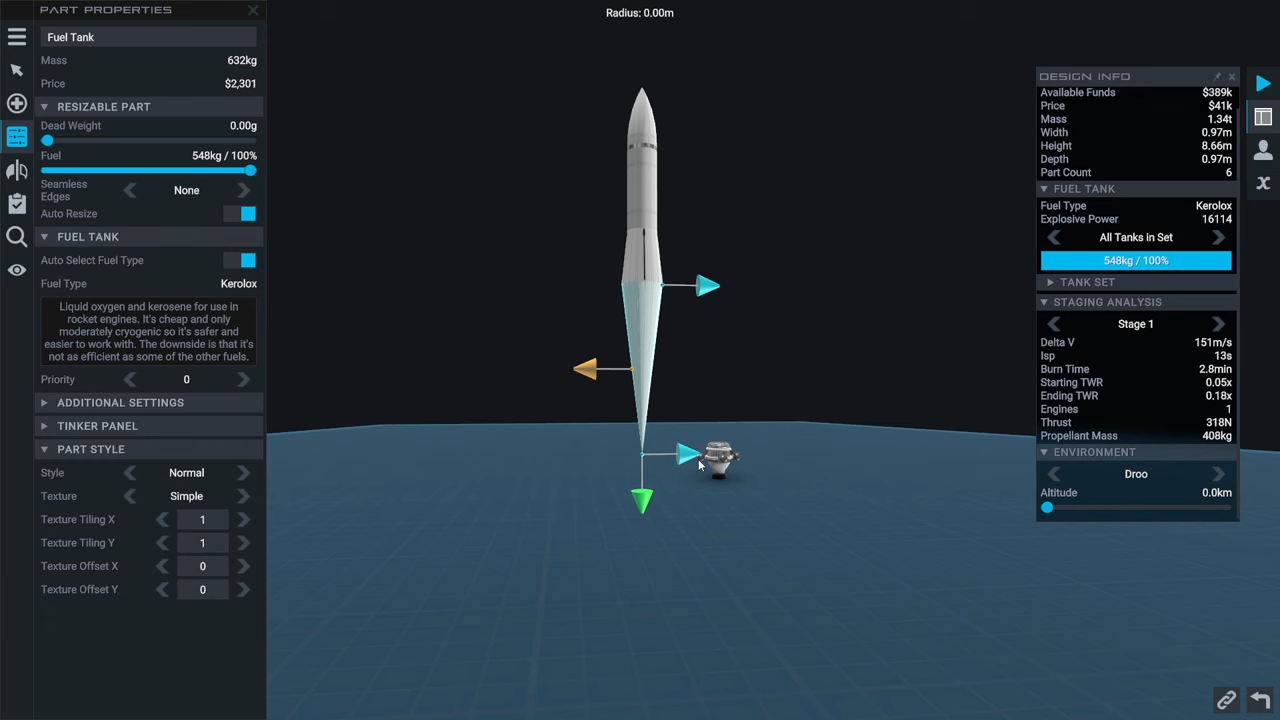 Radius: 0.00m
PART PROPERTIES
Fuel Tank
Mass 632kg
Price $2,301
RESIZABLE PART
Dead Weight 0.00g
Fuel 548kg / 100%
Seamless
Edges
None
Auto Resize
FUEL TANK
Auto Select Fuel Type
Fuel Type Kerolox
Liquid oxygen and kerosene for use in
rocket engines. It's cheap and only
moderately cryogenic so it's safer and
easier to work with. The downside is that it's
not as efficient as some of the other fuels.
Priority 0
ADDITIONAL SETTINGS
TINKER PANEL
PART STYLE
Style Normal
Texture Simple
Texture Tiling X 1
Texture Tiling Y 1
Texture Offset X 0
Texture Offset Y 0
DESIGN INFO
Available Funds $389k
Price $41k
Mass 1.34t
Width 0.97m
Height 8.66m
Depth 0.97m
Part Count 6
FUEL TANK
Fuel Type Kerolox
Explosive Power 16114
All Tanks in Set
548kg / 100%
TANK SET
STAGING ANALYSIS
Stage 1
Delta V 151m/s
Isp 13s
Burn Time 2.8min
Starting TWR 0.05x
Ending TWR 0.18x
Engines 1
Thrust 318N
Propellant Mass 408kg
ENVIRONMENT
Droo
Altitude 0.0km